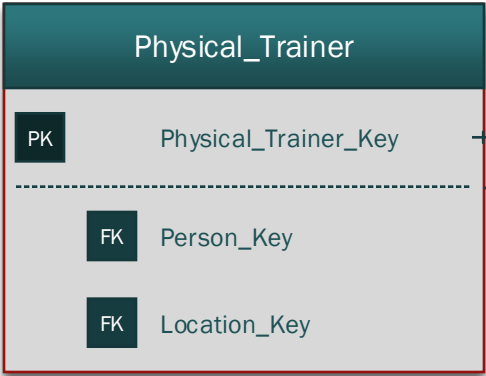 Physical_Trainer
PK Physical_Trainer_Key
FK Person_Key
FK Location_Key